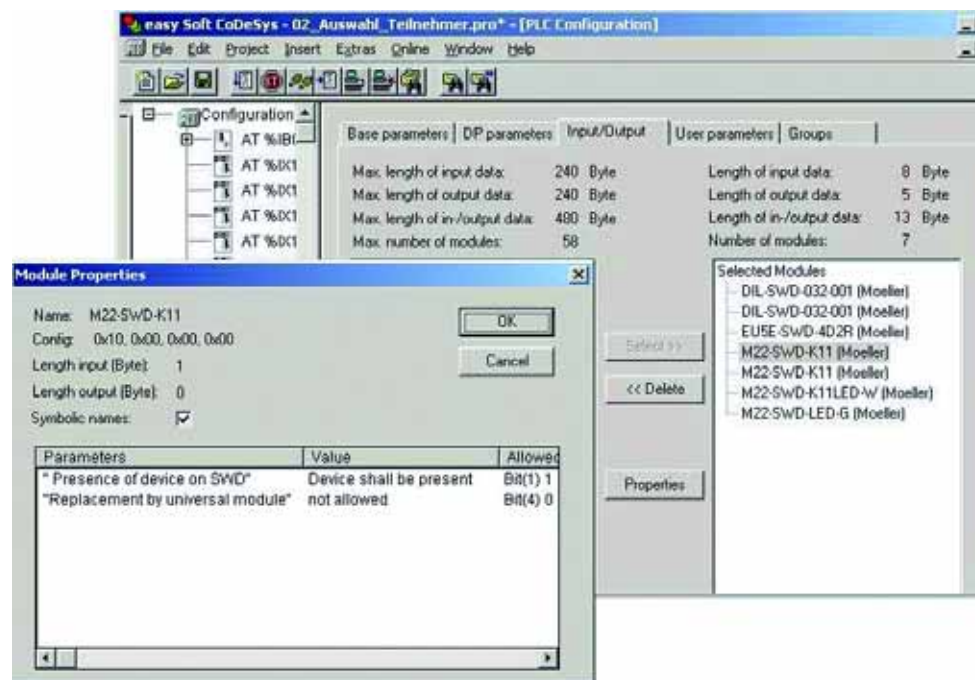 easy Soft CoDeSys - 02_Auswahl_Teilnehmer.pro* - [PLC Configuration]
File Edit Project Insert Extras Online Window Help
Configuration
AT %IB(
AT %IX1
AT %IX1
AT %IX1
AT %IX1
Base parameters DP parameters Input/Output User parameters Groups
Max. length of input data: 240 Byte
Max. length of output data: 240 Byte
Max. length of in-/output data: 480 Byte
Max. number of modules: 58
Length of input data: 8 Byte
Length of output data: 5 Byte
Length of in-/output data: 13 Byte
Number of modules: 7
Selected Modules
DIL-SWD-032-001 (Moeller)
DIL-SWD-032-001 (Moeller)
EU5E-SWD-4D2R (Moeller)
M22-SWD-K11 (Moeller)
M22-SWD-K11 (Moeller)
M22-SWD-K11LED-W (Moeller)
M22-SWD-LED-G (Moeller)
Select >>
<< Delete
Properties
Module Properties
Name: M22-SWD-K11
Config: 0x10, 0x00, 0x00, 0x00
Length input (Byte): 1
Length output (Byte): 0
Symbolic names:
OK
Cancel
Parameters Value Allowed
" Presence of device on SWD" Device shall be present Bit(1) 1
"Replacement by universal module" not allowed Bit(4) 0